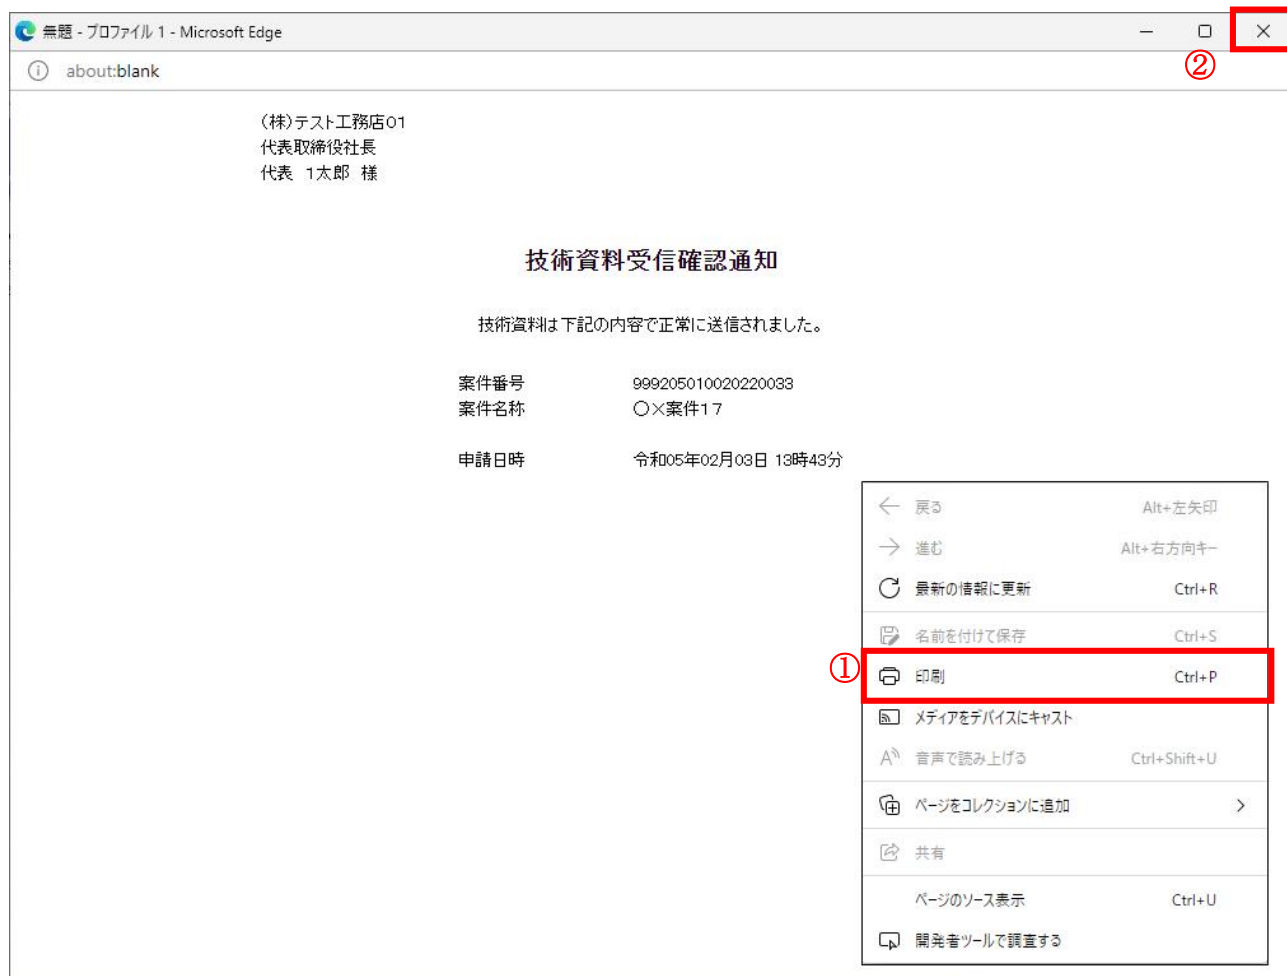 無題 - プロファイル 1 - Microsoft Edge
②
about:blank
(株)テスト工務店01
代表取締役社長
代表 1太郎 様
技術資料受信確認通知
技術資料は下記の内容で正常に送信されました。
案件番号 999205010020220033
案件名称 〇×案件17
申請日時 令和05年02月03日 13時43分
戻る Alt+左矢印
進む Alt+右方向キー
最新の情報に更新 Ctrl+R
名前を付けて保存 Ctrl+S
① 印刷 Ctrl+P
メディアをデバイスにキャスト
音声で読み上げる Ctrl+Shift+U
ページをコレクションに追加
共有
ページのソース表示 Ctrl+U
開発者ツールで調査する